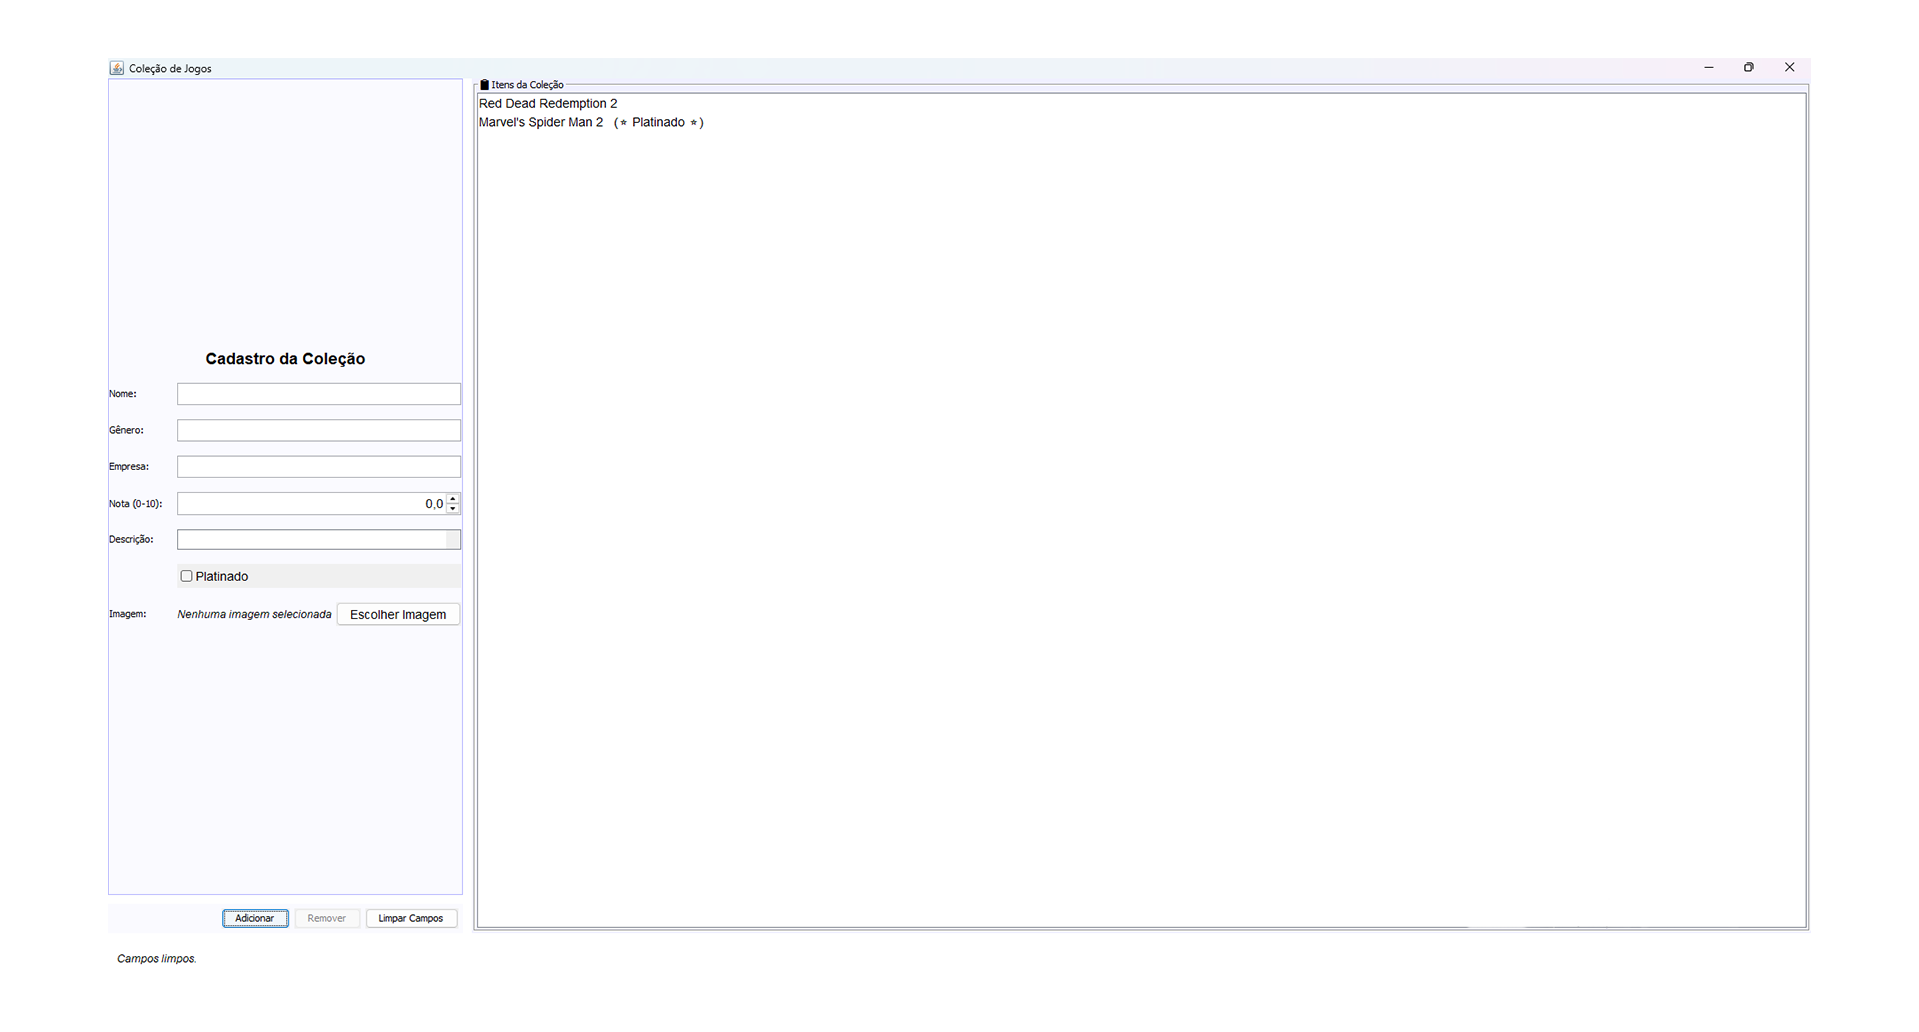 Coleção de Jogos
Cadastro da Coleção
Nome:
Gênero:
Empresa:
Nota (0-10): 0,0
Descrição:
Platinado
Imagem: Nenhuma imagem selecionada Escolher Imagem
Adicionar Remover Limpar Campos
Campos limpos.
Itens da Coleção
Red Dead Redemption 2
Marvel's Spider Man 2 (⭐ Platinado ⭐)